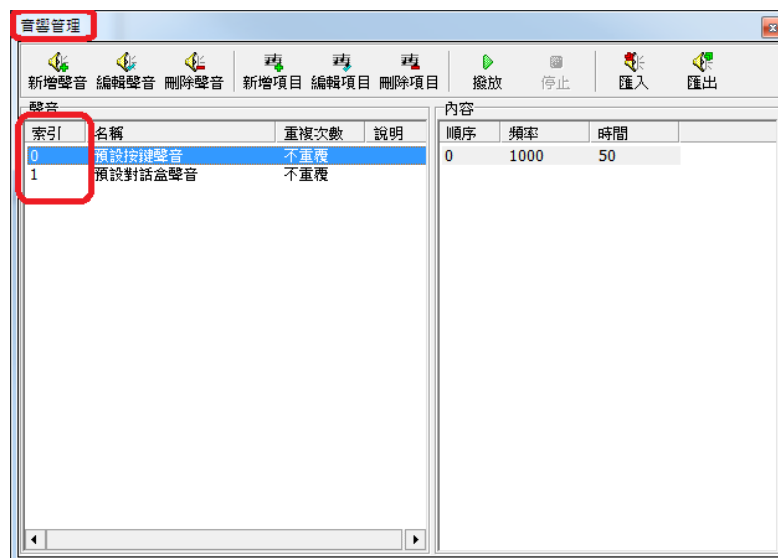 音響管理
新增聲音 編輯聲音 刪除聲音 新增項目 編輯項目 刪除項目 撥放 停止 匯入 匯出
聲音 內容
索引 名稱 重複次數 說明 順序 頻率 時間
0 預設按鍵聲音 不重覆 0 1000 50
1 預設對話盒聲音 不重覆